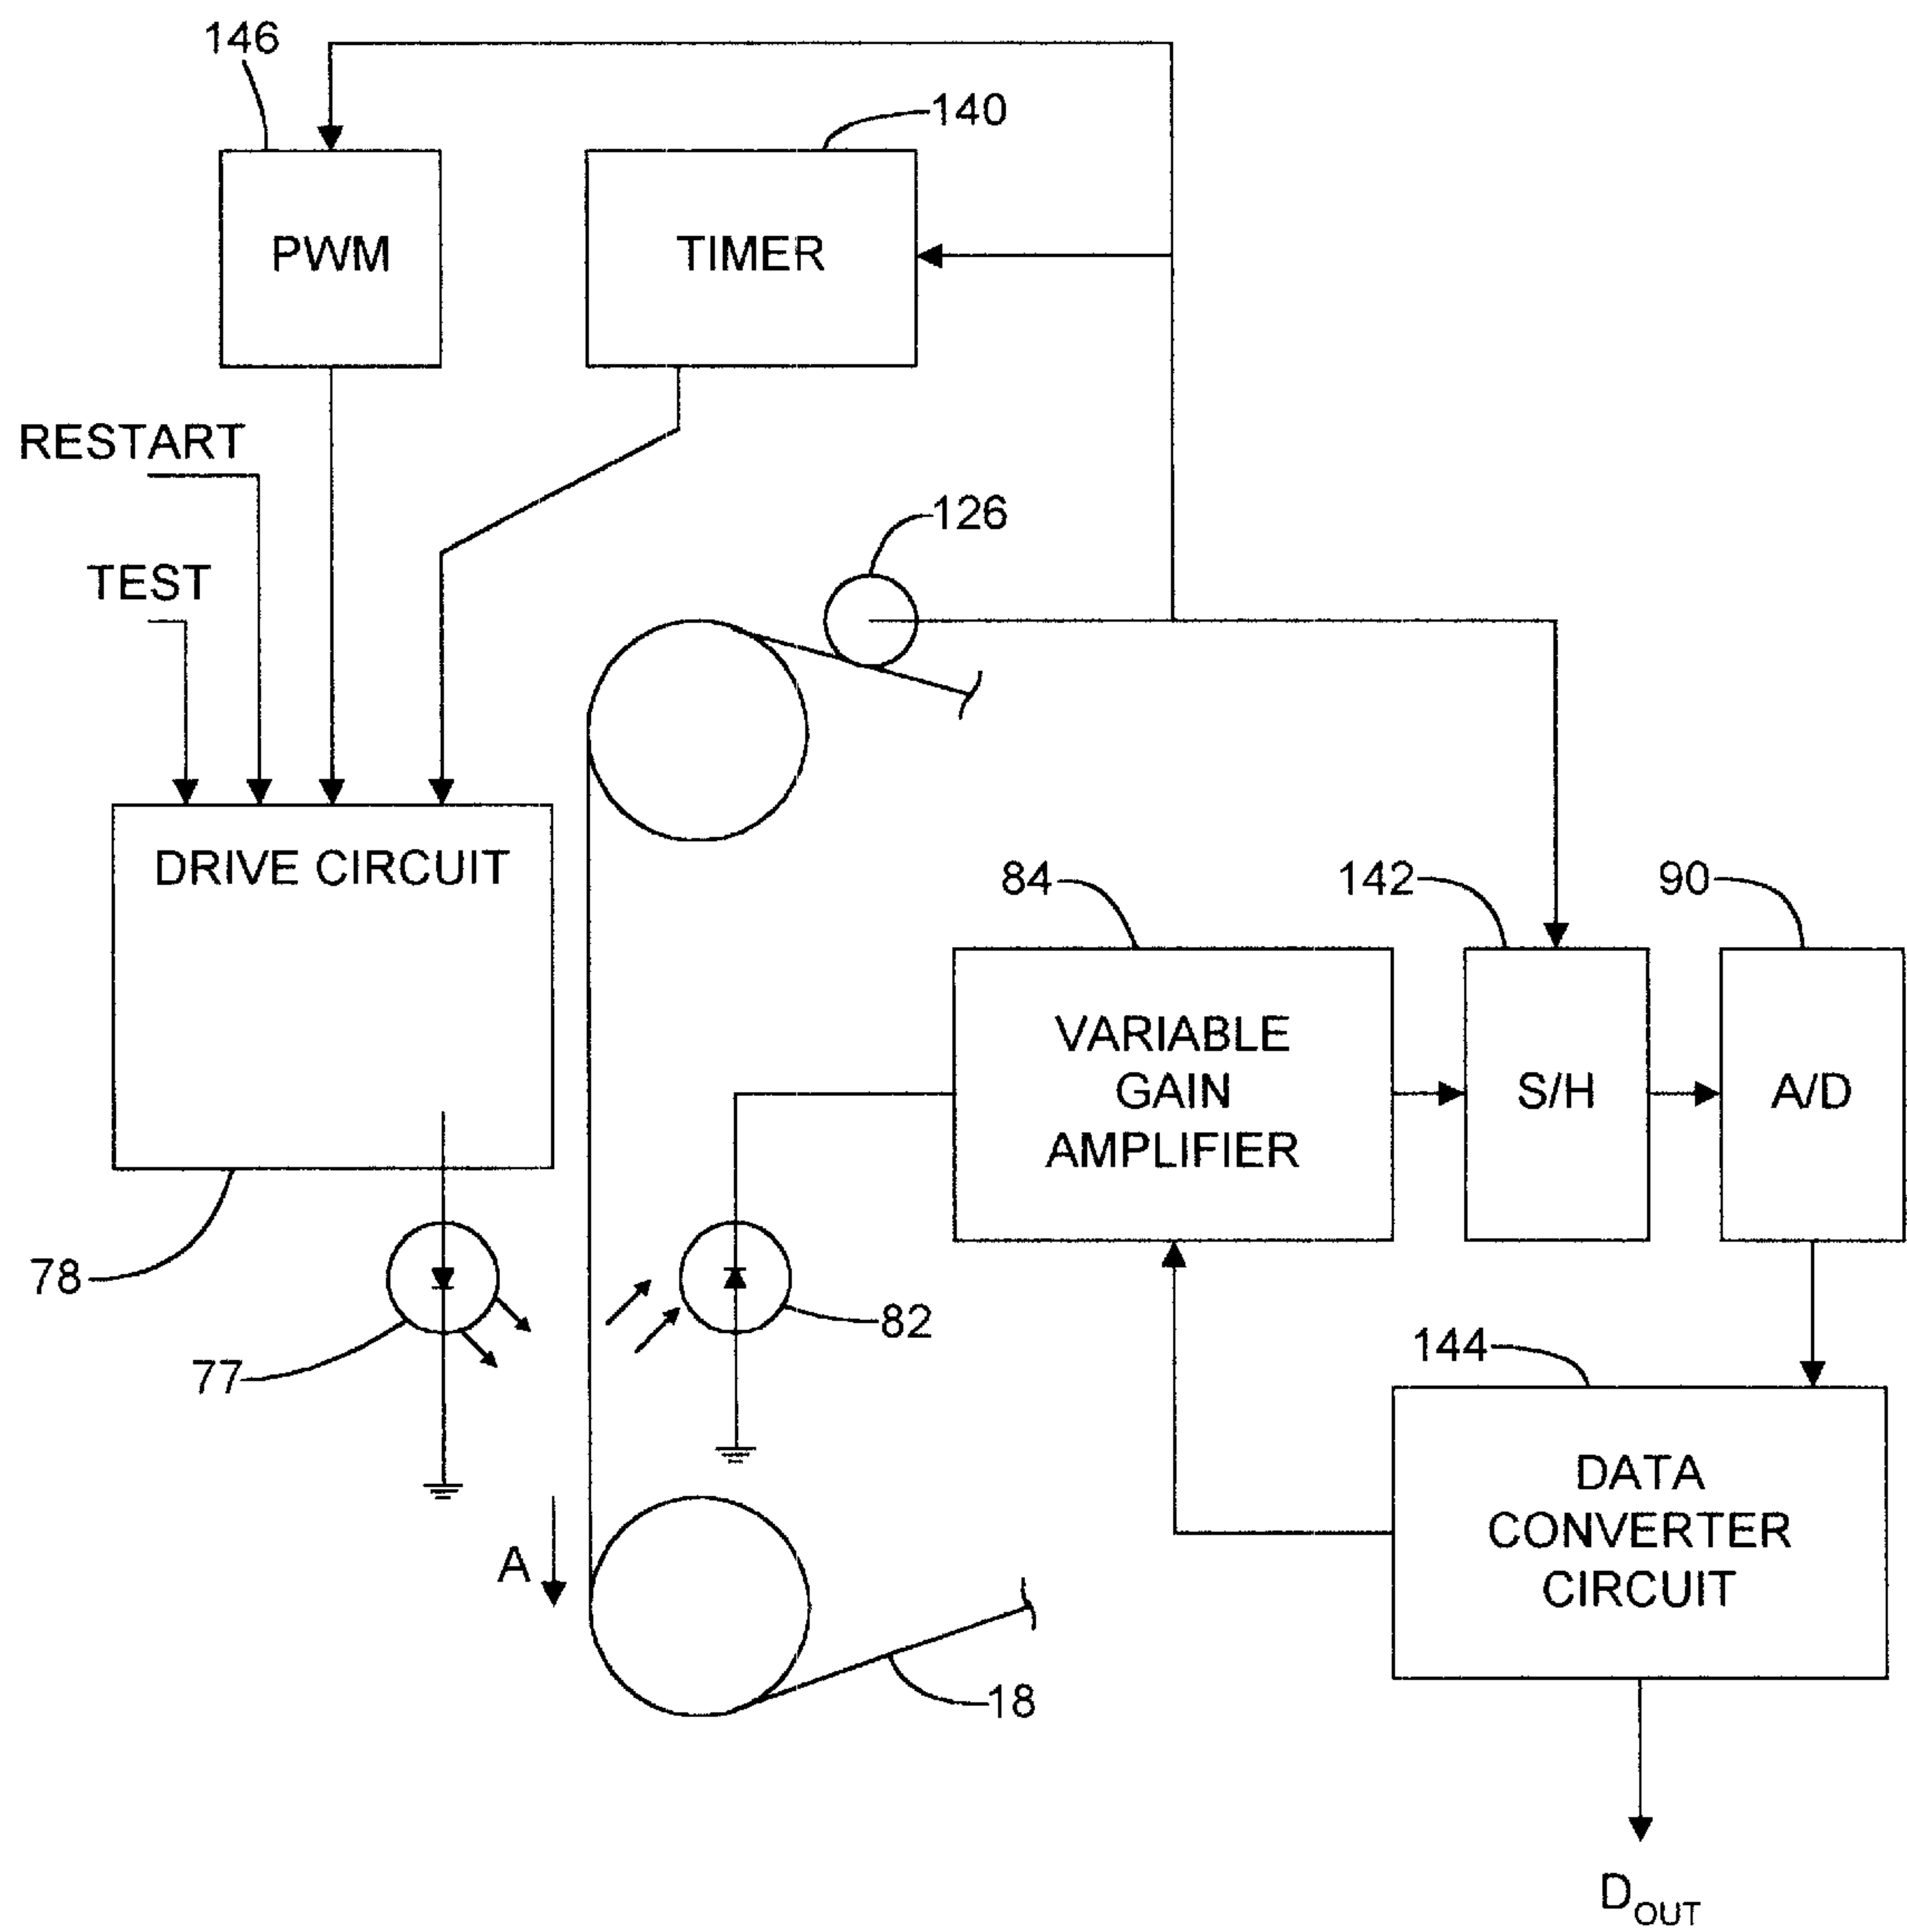 146
140
PWM
TIMER
RESTART
126
TEST
DRIVE CIRCUIT
84
142
90
VARIABLE
GAIN
AMPLIFIER
S/H
A/D
78
82
77
144
DATA
CONVERTER
CIRCUIT
A
18
D_OUT